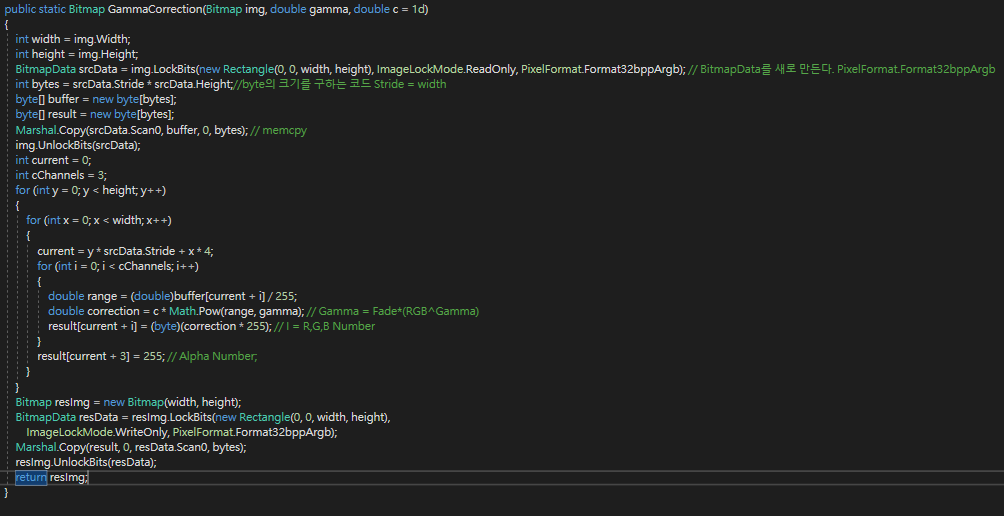 public static Bitmap GammaCorrection(Bitmap img, double gamma, double c = 1d)
{
int width = img.Width;
int height = img.Height;
BitmapData srcData = img.LockBits(new Rectangle(0, 0, width, height), ImageLockMode.ReadOnly, PixelFormat.Format32bppArgb); // BitmapData를 새로 만든다. PixelFormat.Format32bppArgb
int bytes = srcData.Stride * srcData.Height;//byte의 크기를 구하는 코드 Stride = width
byte[] buffer = new byte[bytes];
byte[] result = new byte[bytes];
Marshal.Copy(srcData.Scan0, buffer, 0, bytes); // memcpy
img.UnlockBits(srcData);
int current = 0;
int cChannels = 3;
for (int y = 0; y < height; y++)
{
for (int x = 0; x < width; x++)
{
current = y * srcData.Stride + x * 4;
for (int i = 0; i < cChannels; i++)
{
double range = (double)buffer[current + i] / 255;
double correction = c * Math.Pow(range, gamma); // Gamma = Fade*(RGB^Gamma)
result[current + i] = (byte)(correction * 255); // I = R,G,B Number
}
result[current + 3] = 255; // Alpha Number;
}
}
Bitmap resImg = new Bitmap(width, height);
BitmapData resData = resImg.LockBits(new Rectangle(0, 0, width, height),
ImageLockMode.WriteOnly, PixelFormat.Format32bppArgb);
Marshal.Copy(result, 0, resData.Scan0, bytes);
resImg.UnlockBits(resData);
return resImg;
}